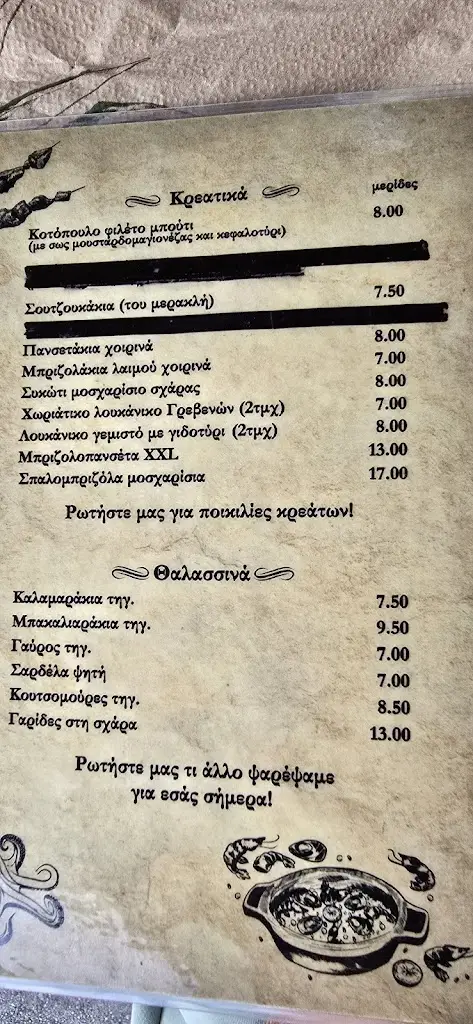 Κρεατικά μερίδες
Κοτόπουλο φιλέτο μπούτι 8.00
(με σως μουσταρδομαγιονέζας και κεφαλοτύρι)
Σουτζουκάκια (του μερακλή) 7.50
Πανσετάκια χοιρινά 8.00
Μπριζολάκια λαιμού χοιρινά 7.00
Συκώτι μοσχαρίσιο σχάρας 8.00
Χωριάτικο λουκάνικο Γρεβενών (2τμχ) 7.00
Λουκάνικο γεμιστό με γιδοτύρι (2τμχ) 8.00
Μπριζολοπανσέτα XXL 13.00
Σπαλομπριζόλα μοσχαρίσια 17.00
Ρωτήστε μας για ποικιλίες κρεάτων!
Θαλασσινά
Καλαμαράκια τηγ. 7.50
Μπακαλιαράκια τηγ. 9.50
Γαύρος τηγ. 7.00
Σαρδέλα ψητή 7.00
Κουτσομούρες τηγ. 8.50
Γαρίδες στη σχάρα 13.00
Ρωτήστε μας τι άλλο ψαρέψαμε
για εσάς σήμερα!